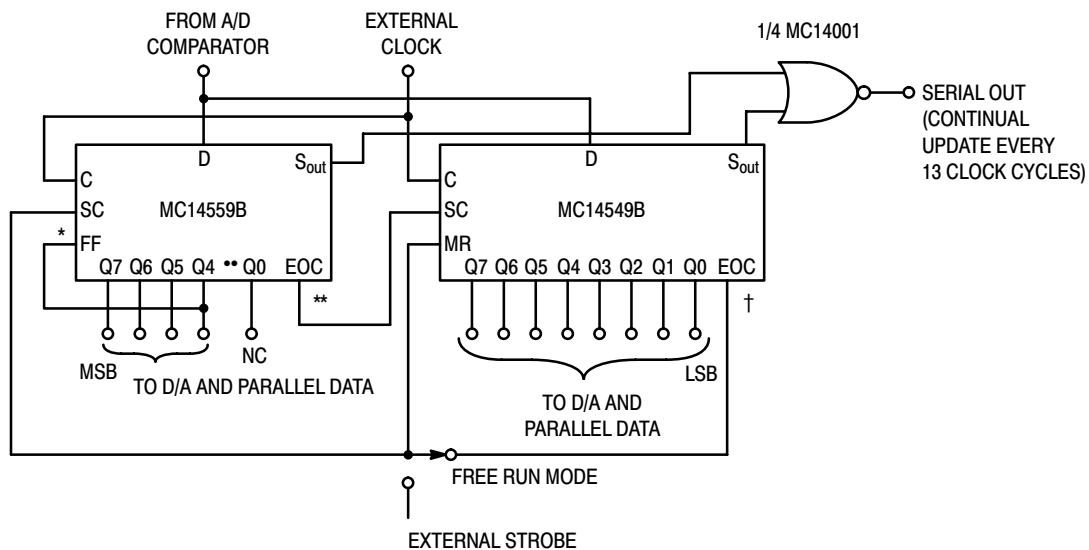 FROM A/D
COMPARATOR
EXTERNAL
CLOCK
1/4 MC14001
SERIAL OUT
(CONTINUAL
UPDATE EVERY
13 CLOCK CYCLES)
D
Sout
C
SC
MC14559B
* FF
Q7 Q6 Q5 Q4 •• Q0 EOC
**
D
Sout
C
SC
MC14549B
MR
Q7 Q6 Q5 Q4 Q3 Q2 Q1 Q0 EOC
†
MSB
NC
TO D/A AND PARALLEL DATA
LSB
TO D/A AND
PARALLEL DATA
FREE RUN MODE
EXTERNAL STROBE